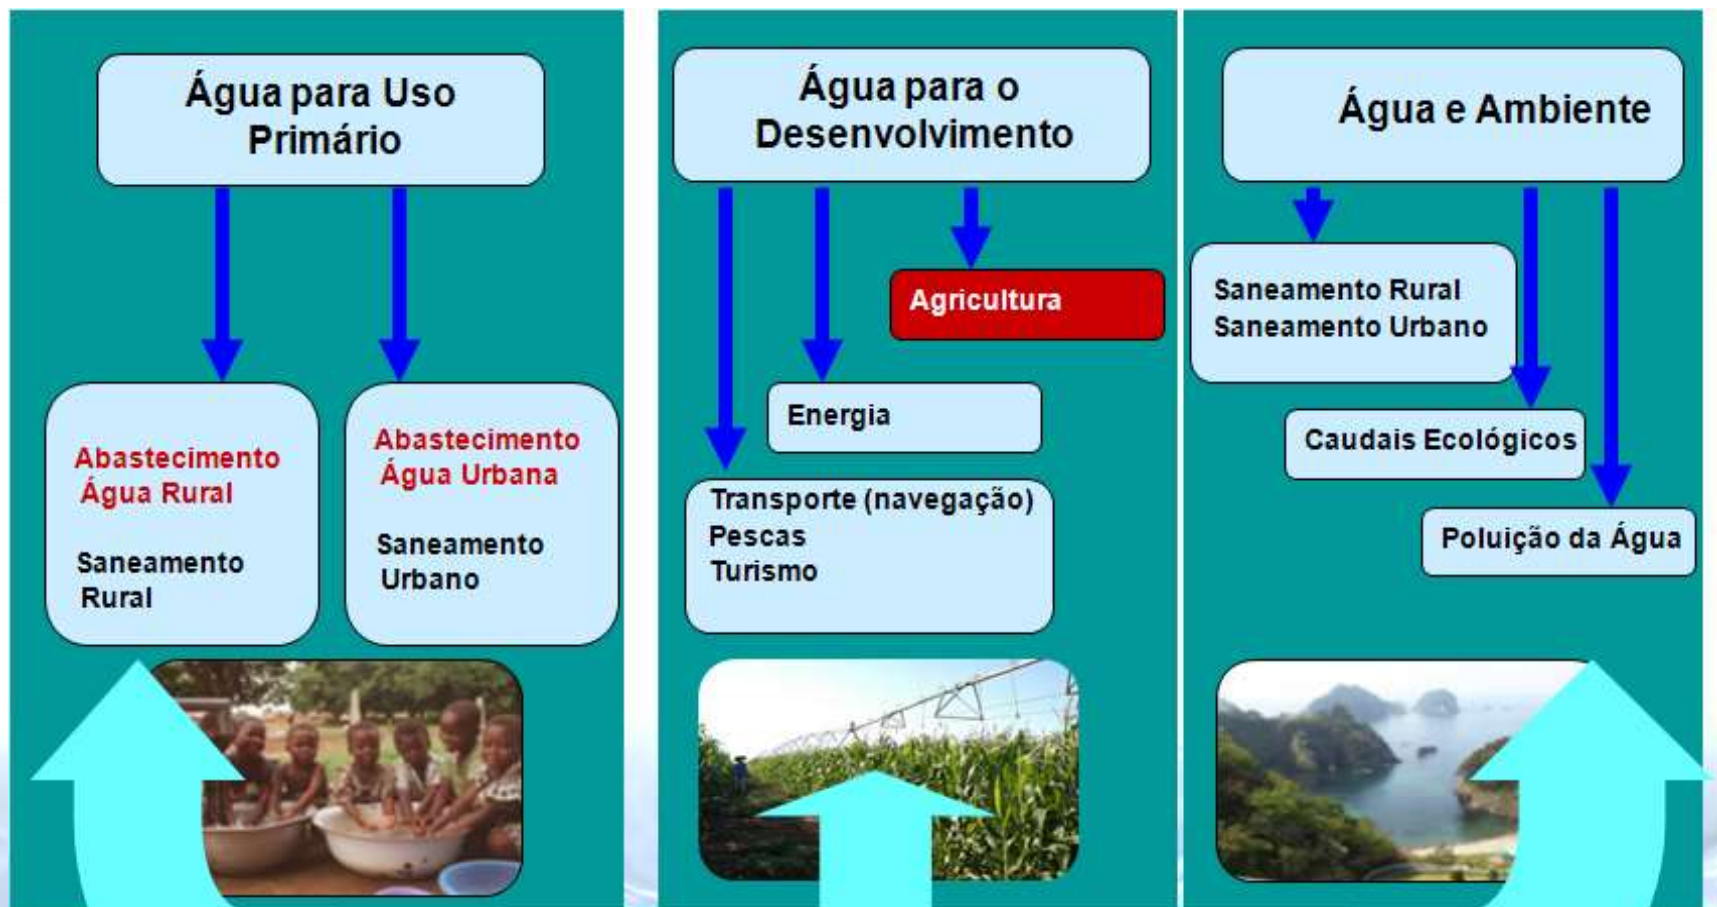 Água para Uso
Primário
Abastecimento
Água Rural
Saneamento
Rural
Abastecimento
Água Urbana
Saneamento
Urbano
Água para o
Desenvolvimento
Agricultura
Energia
Transporte (navegação)
Pescas
Turismo
Água e Ambiente
Saneamento Rural
Saneamento Urbano
Caudais Ecológicos
Poluição da Água